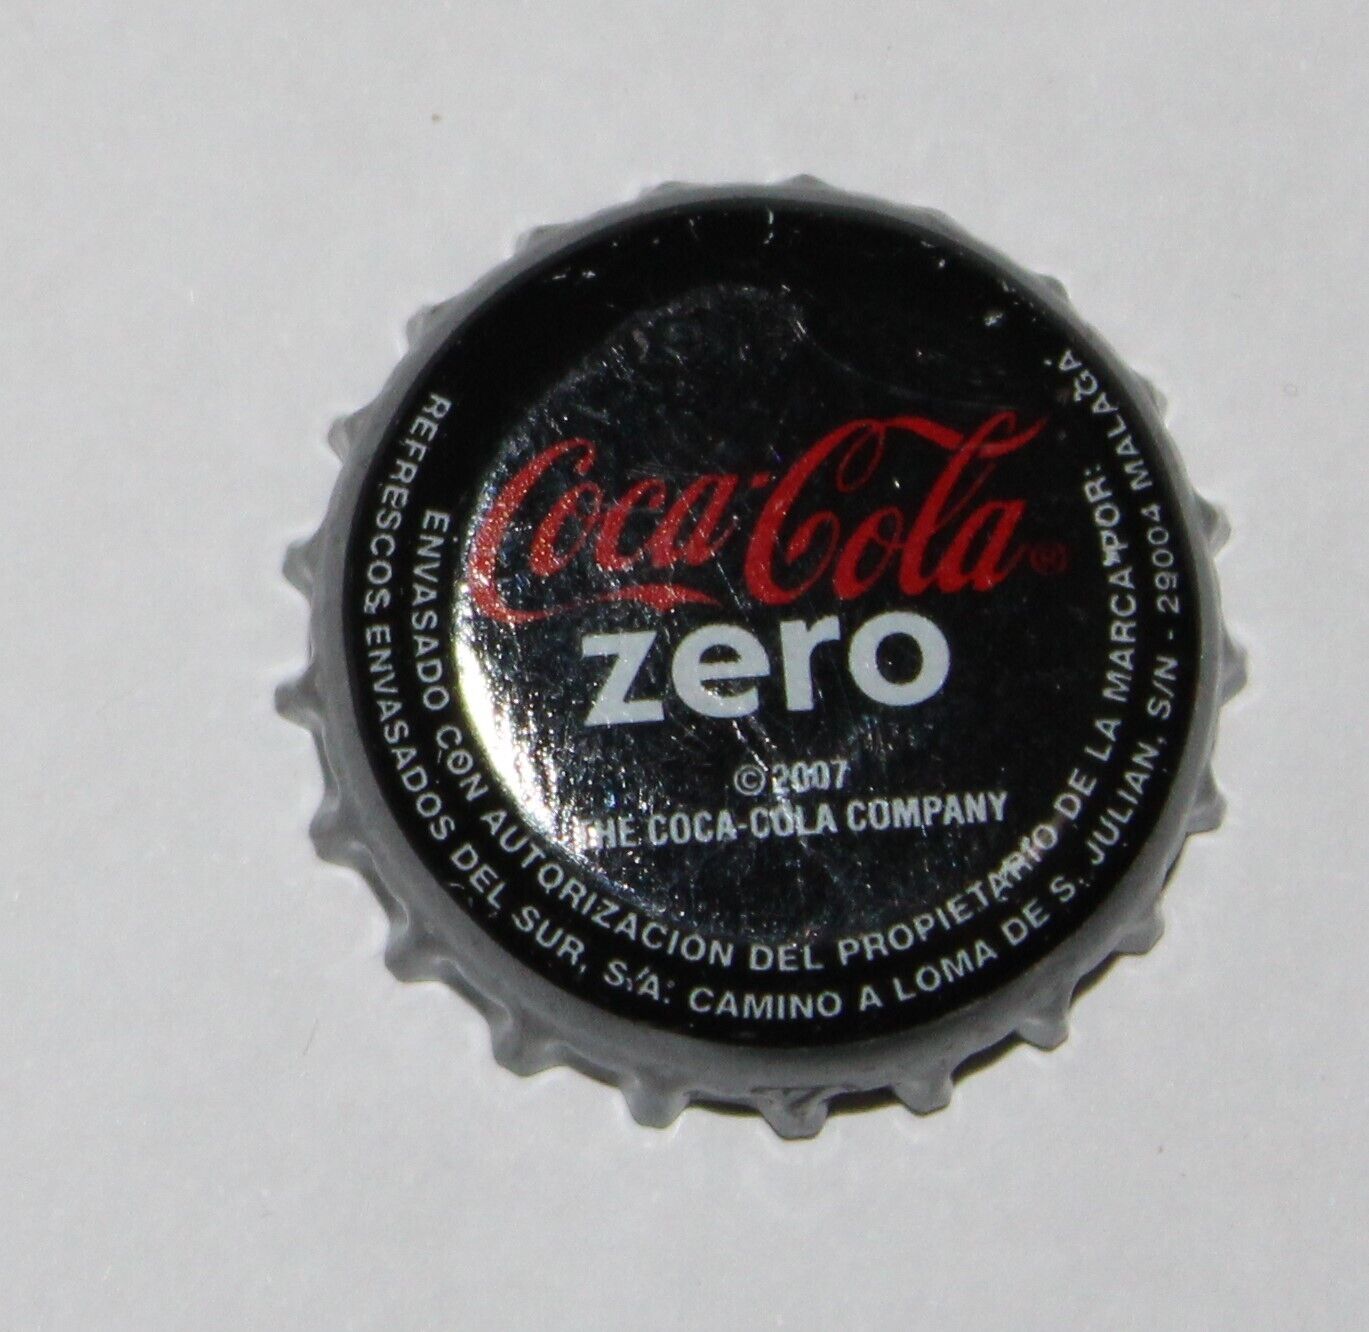 Coca-Cola ®
zero
© 2007
THE COCA-COLA COMPANY
ENVASADO CON AUTORIZACIÓN DEL PROPIETARIO DE LA MARCA POR:
REFRESCOS ENVASADOS DEL SUR, S.A. CAMINO A LOMA DE S. JULIAN, S/N - 29004 MALAGA